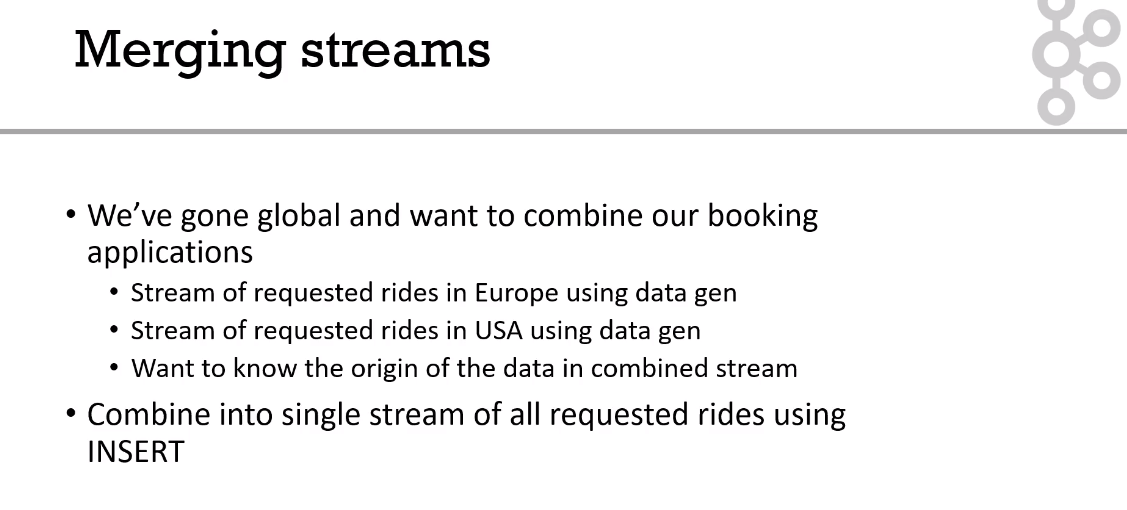 Merging streams
• We’ve gone global and want to combine our booking
applications
• Stream of requested rides in Europe using data gen
• Stream of requested rides in USA using data gen
• Want to know the origin of the data in combined stream
• Combine into single stream of all requested rides using
INSERT